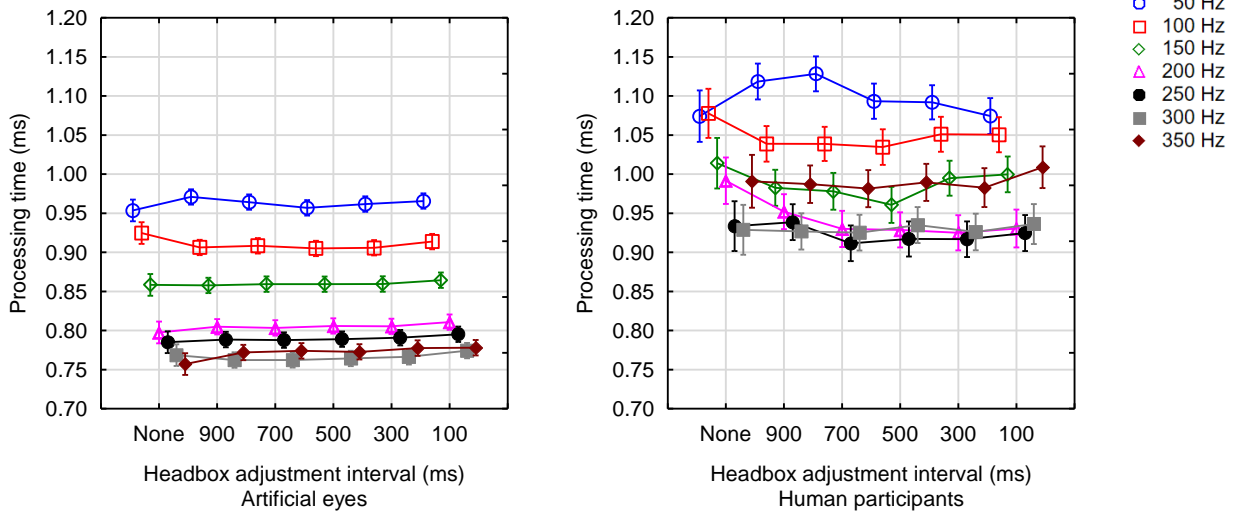 1.20
1.15
1.10
1.05
1.00
0.95
0.90
0.85
0.80
0.75
0.70
Processing time (ms)
None 900 700 500 300 100
Headbox adjustment interval (ms)
Artificial eyes
1.20
1.15
1.10
1.05
1.00
0.95
0.90
0.85
0.80
0.75
0.70
Processing time (ms)
None 900 700 500 300 100
Headbox adjustment interval (ms)
Human participants
50 Hz
100 Hz
150 Hz
200 Hz
250 Hz
300 Hz
350 Hz